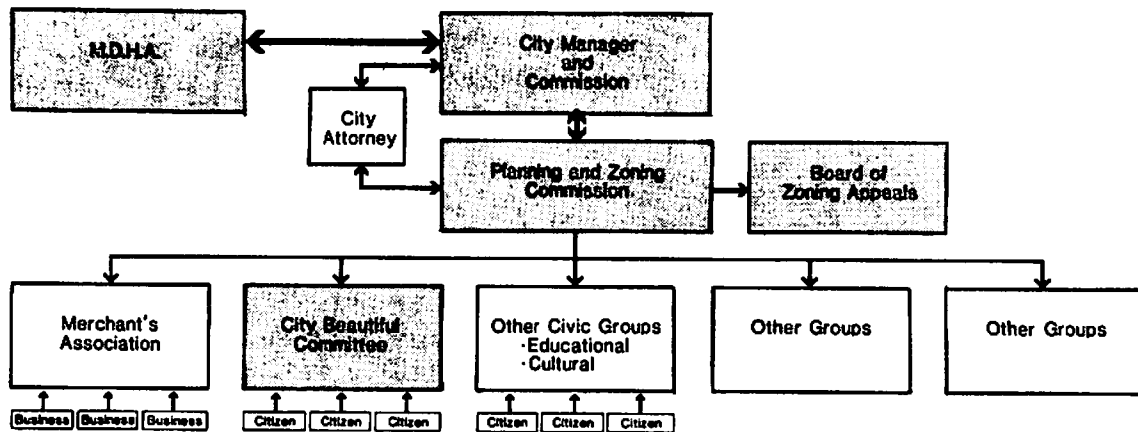 M.D.H.A.
City Manager
and
Commission
City
Attorney
Planning and Zoning
Commission
Board of
Zoning Appeals
Merchant's
Association
City Beautiful
Committee
Other Civic Groups
·Educational
·Cultural
Other Groups
Other Groups
Business
Business
Business
Citizen
Citizen
Citizen
Citizen
Citizen
Citizen